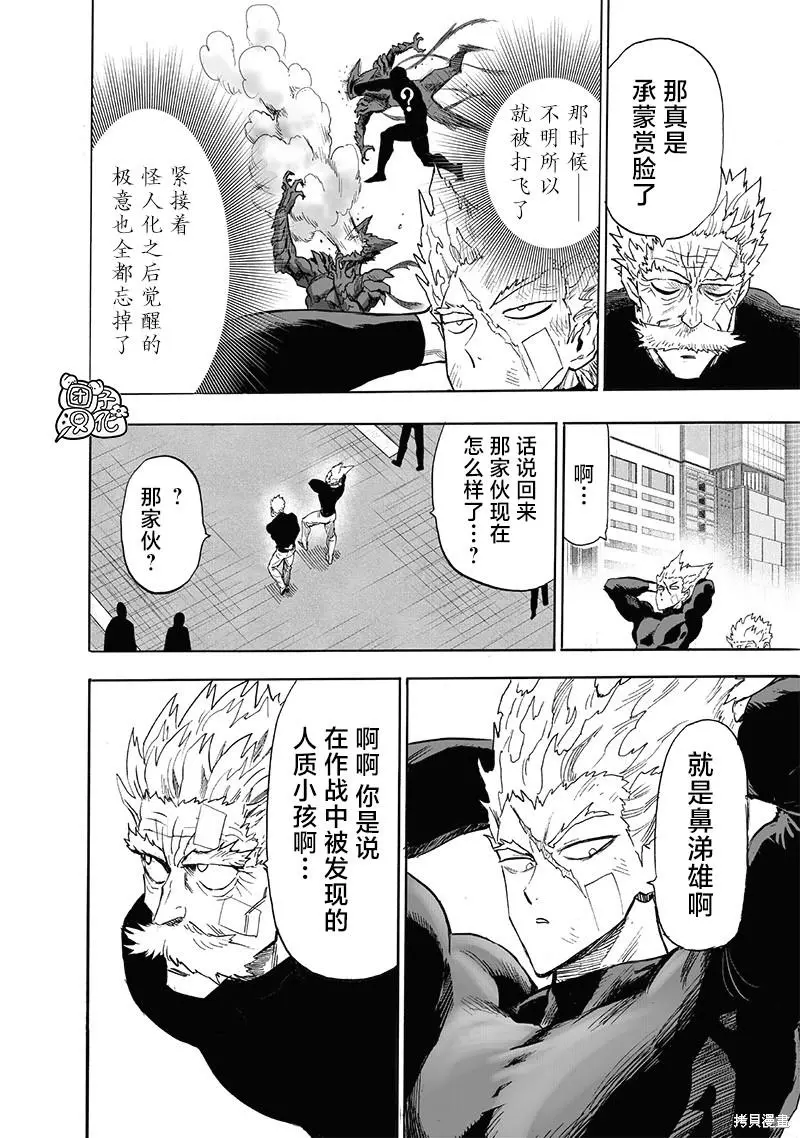 那真是
承蒙赏脸了
那时候——
不明所以
就被打飞了
？
紧接着
怪人化之后觉醒的
极意也全都忘掉了
团子
只化
啊…
话说回来
那家伙现在
怎么样了…？
？
那家伙？
就是鼻涕雄啊
啊啊 你是说
在作战中被发现的
人质小孩啊…
拷貝漫畫